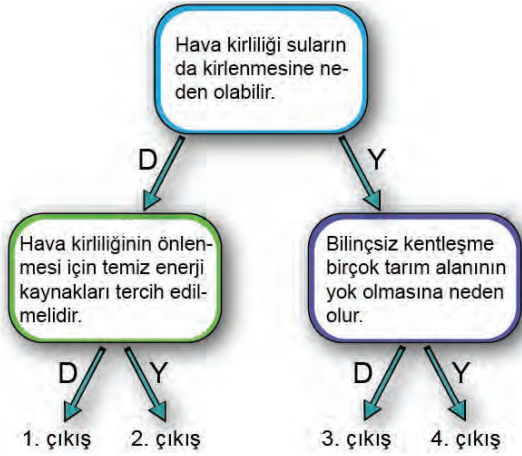 Hava kirliliği suların
da kirlenmesine ne-
den olabilir.
D
Y
Hava kirliliğinin önlen-
mesi için temiz enerji
kaynakları tercih edil-
melidir.
Bilinçsiz kentleşme
birçok tarım alanının
yok olmasına neden
olur.
D
Y
D
Y
1. çıkış
2. çıkış
3. çıkış
4. çıkış